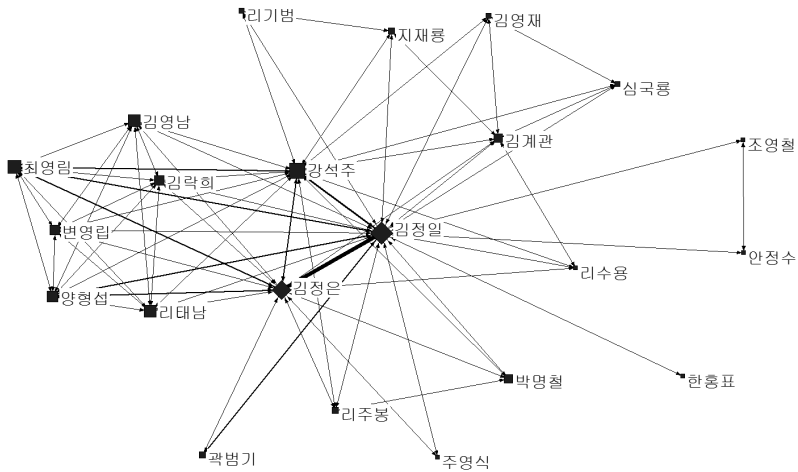 리기범
지재룡
김영재
심국룡
김영남
김계관
조영철
최영림
강석주
김락희
변영립
김정일
안정수
리수용
양형섭
김정은
리태남
박명철
한홍표
리주봉
곽범기
주영식